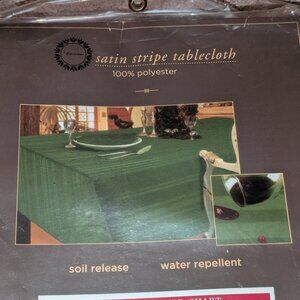 satin stripe tablecloth
100% polyester
soil release
water repellent